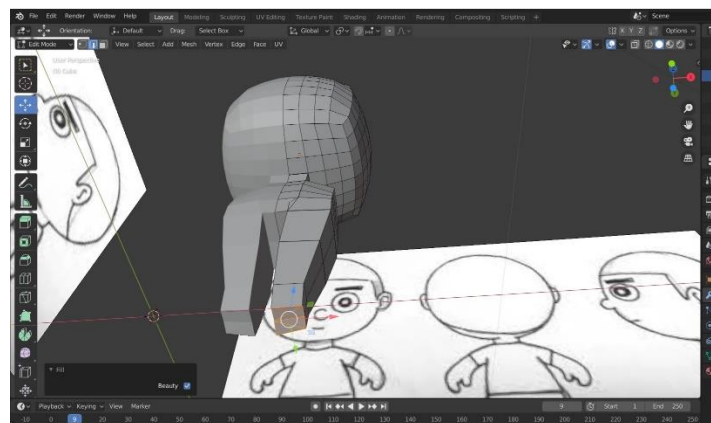 File Edit Render Window Help Layout Modeling Sculpting UV Editing Texture Paint Shading Animation Rendering Compositing Scripting + Scene
Orientation Default Drag: Select Box Global X Y Z Options
Edit Mode View Select Add Mesh Vertex Edge Face UV
User Perspective
(9) Cube
Fill
Beauty
Playback Keying View Marker 9 Start 1 End 250
-10 0 9 20 30 40 50 60 70 80 90 100 110 120 130 140 150 160 170 180 190 200 210 220 230 240 250